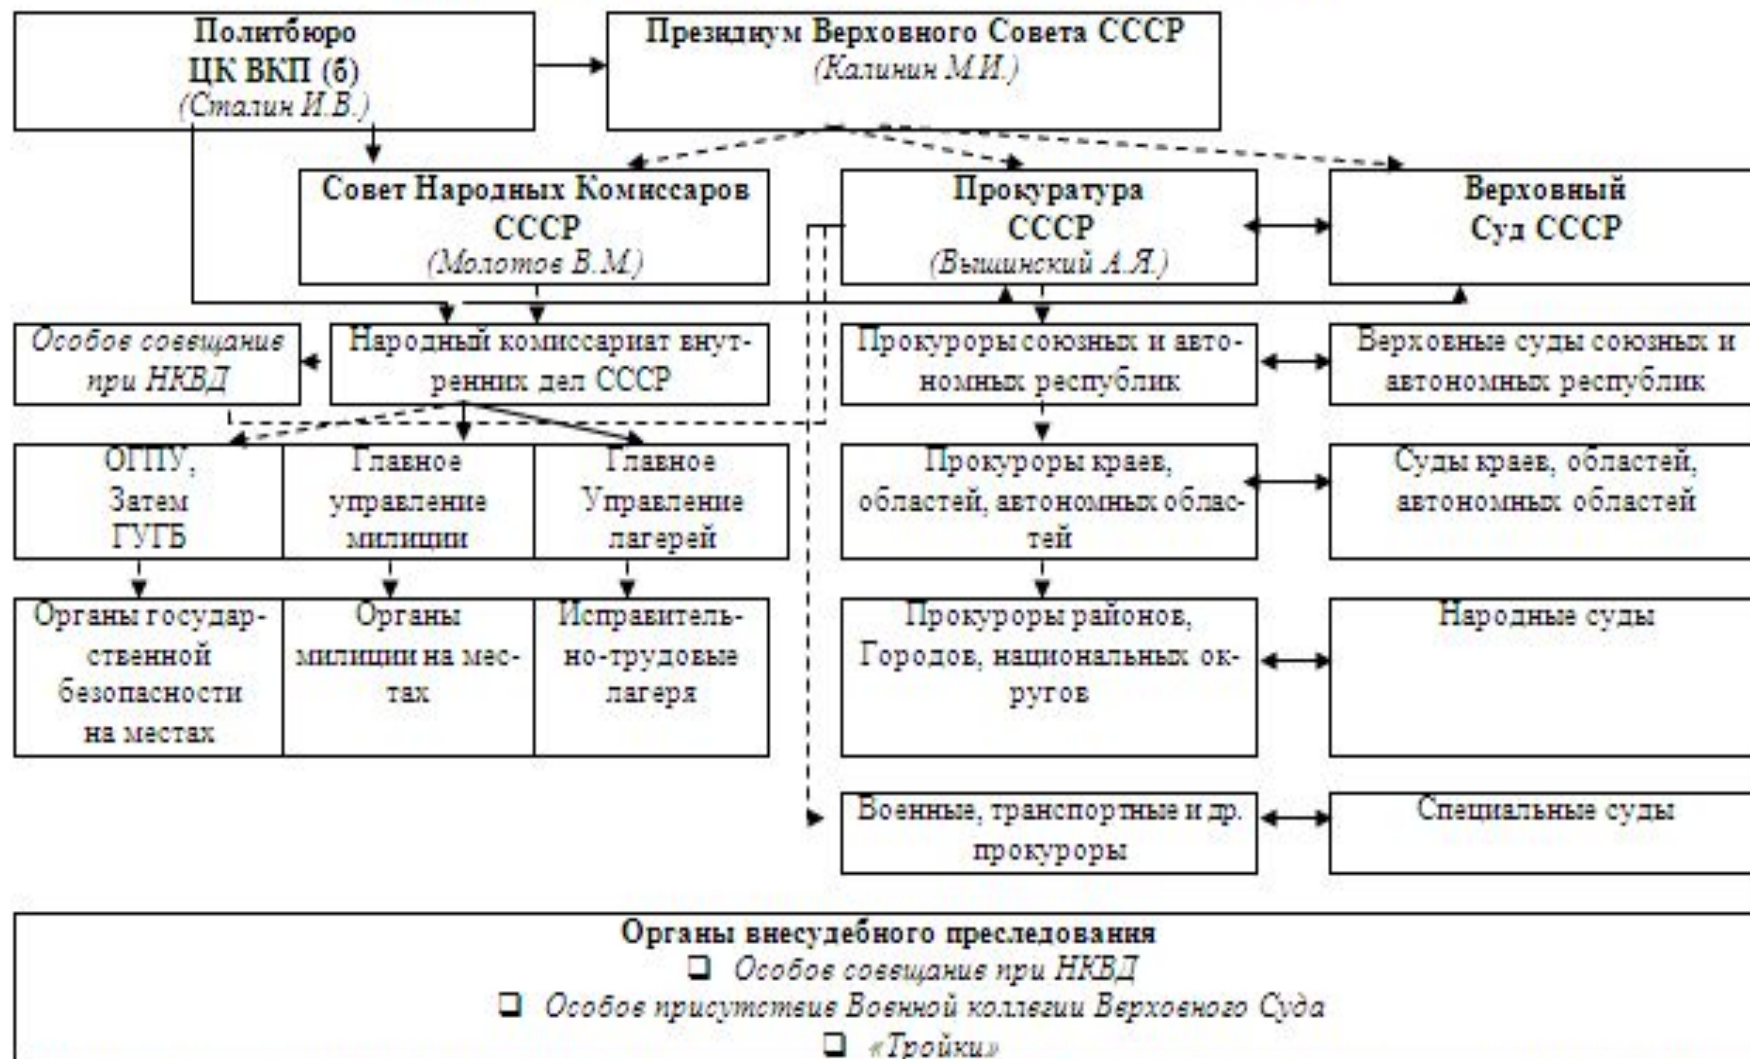 Политбюро
ЦК ВКП (б)
(Сталин И.В.)
Президиум Верховного Совета СССР
(Калинин М.И.)
Совет Народных Комиссаров
СССР
(Молотов В.М.)
Прокуратура
СССР
(Вышинский А.Я.)
Верховный
Суд СССР
Особое совещание
при НКВД
Народный комиссариат внут-
ренних дел СССР
Прокуроры союзных и авто-
номных республик
Верховные суды союзных и
автономных республик
ОГПУ,
Затем
ГУГБ
Главное
управление
милиции
Главное
Управление
лагерей
Прокуроры краев,
областей, автономных облас-
тей
Суды краев, областей,
автономных областей
Органы государ-
ственной
безопасности
на местах
Органы
милиции на мес-
тах
Исправитель-
но-трудовые
лагеря
Прокуроры районов,
Городов, национальных ок-
ругов
Народные суды
Военные, транспортные и др.
прокуроры
Специальные суды
Органы внесудебного преследования
❑ Особое совещание при НКВД
❑ Особое присутствие Военной коллегии Верховного Суда
❑ «Тройки»